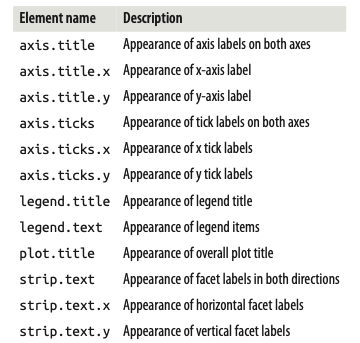 Element name Description
axis.title Appearance of axis labels on both axes
axis.title.x Appearance of x-axis label
axis.title.y Appearance of y-axis label
axis.ticks Appearance of tick labels on both axes
axis.ticks.x Appearance of x tick labels
axis.ticks.y Appearance of y tick labels
legend.title Appearance of legend title
legend.text Appearance of legend items
plot.title Appearance of overall plot title
strip.text Appearance of facet labels in both directions
strip.text.x Appearance of horizontal facet labels
strip.text.y Appearance of vertical facet labels